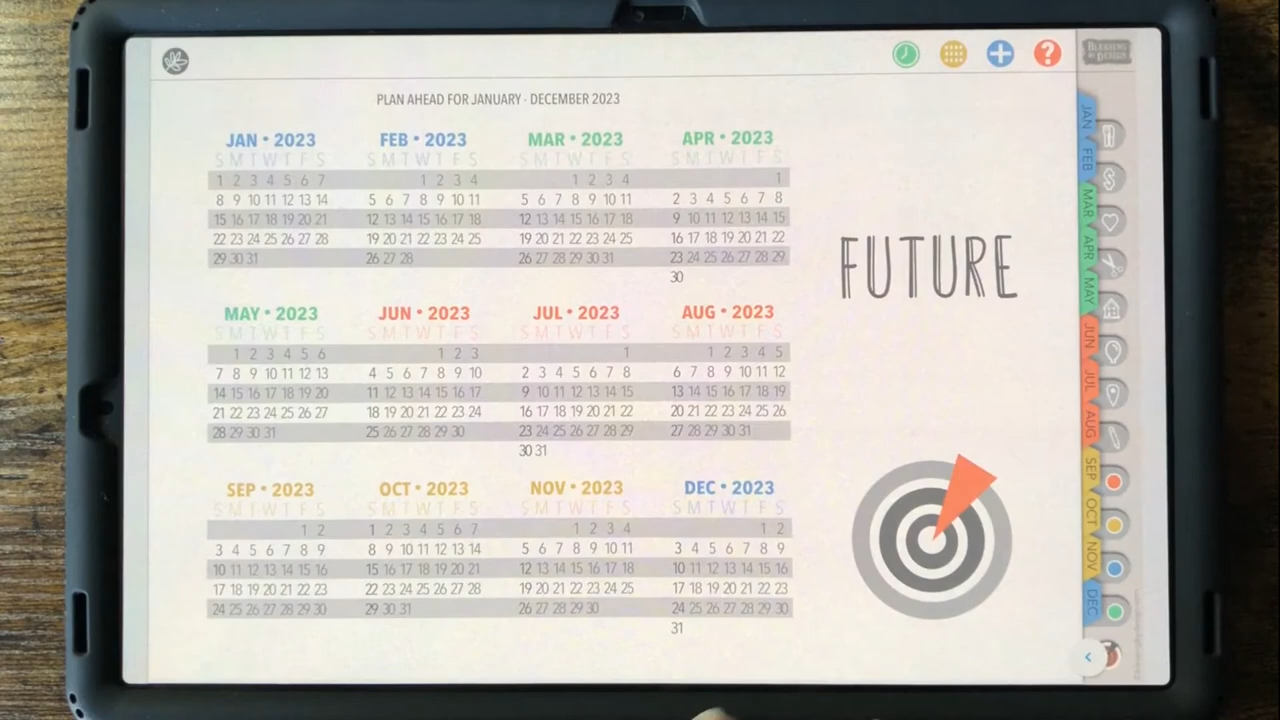 BLESSING BY DESIGN
?
PLAN AHEAD FOR JANUARY - DECEMBER 2023
JAN • 2023 FEB • 2023 MAR • 2023 APR • 2023
S M T W T F S S M T W T F S S M T W T F S S M T W T F S
1 2 3 4 5 6 7 1 2 3 4 1 2 3 4 1
8 9 10 11 12 13 14 5 6 7 8 9 10 11 5 6 7 8 9 10 11 2 3 4 5 6 7 8
15 16 17 18 19 20 21 12 13 14 15 16 17 18 12 13 14 15 16 17 18 9 10 11 12 13 14 15
22 23 24 25 26 27 28 19 20 21 22 23 24 25 19 20 21 22 23 24 25 16 17 18 19 20 21 22
29 30 31 26 27 28 26 27 28 29 30 31 23 24 25 26 27 28 29
30
FUTURE
MAY • 2023 JUN • 2023 JUL • 2023 AUG • 2023
S M T W T F S S M T W T F S S M T W T F S S M T W T F S
1 2 3 4 5 6 1 2 3 1 1 2 3 4 5
7 8 9 10 11 12 13 4 5 6 7 8 9 10 2 3 4 5 6 7 8 6 7 8 9 10 11 12
14 15 16 17 18 19 20 11 12 13 14 15 16 17 9 10 11 12 13 14 15 13 14 15 16 17 18 19
21 22 23 24 25 26 27 18 19 20 21 22 23 24 16 17 18 19 20 21 22 20 21 22 23 24 25 26
28 29 30 31 25 26 27 28 29 30 23 24 25 26 27 28 29 27 28 29 30 31
30 31
SEP • 2023 OCT • 2023 NOV • 2023 DEC • 2023
S M T W T F S S M T W T F S S M T W T F S S M T W T F S
1 2 1 2 3 4 5 6 7 1 2 3 4 1 2
3 4 5 6 7 8 9 8 9 10 11 12 13 14 5 6 7 8 9 10 11 3 4 5 6 7 8 9
10 11 12 13 14 15 16 15 16 17 18 19 20 21 12 13 14 15 16 17 18 10 11 12 13 14 15 16
17 18 19 20 21 22 23 22 23 24 25 26 27 28 19 20 21 22 23 24 25 17 18 19 20 21 22 23
24 25 26 27 28 29 30 29 30 31 26 27 28 29 30 24 25 26 27 28 29 30
31
JAN
FEB
MAR
APR
MAY
JUN
JUL
AUG
SEP
OCT
NOV
DEC